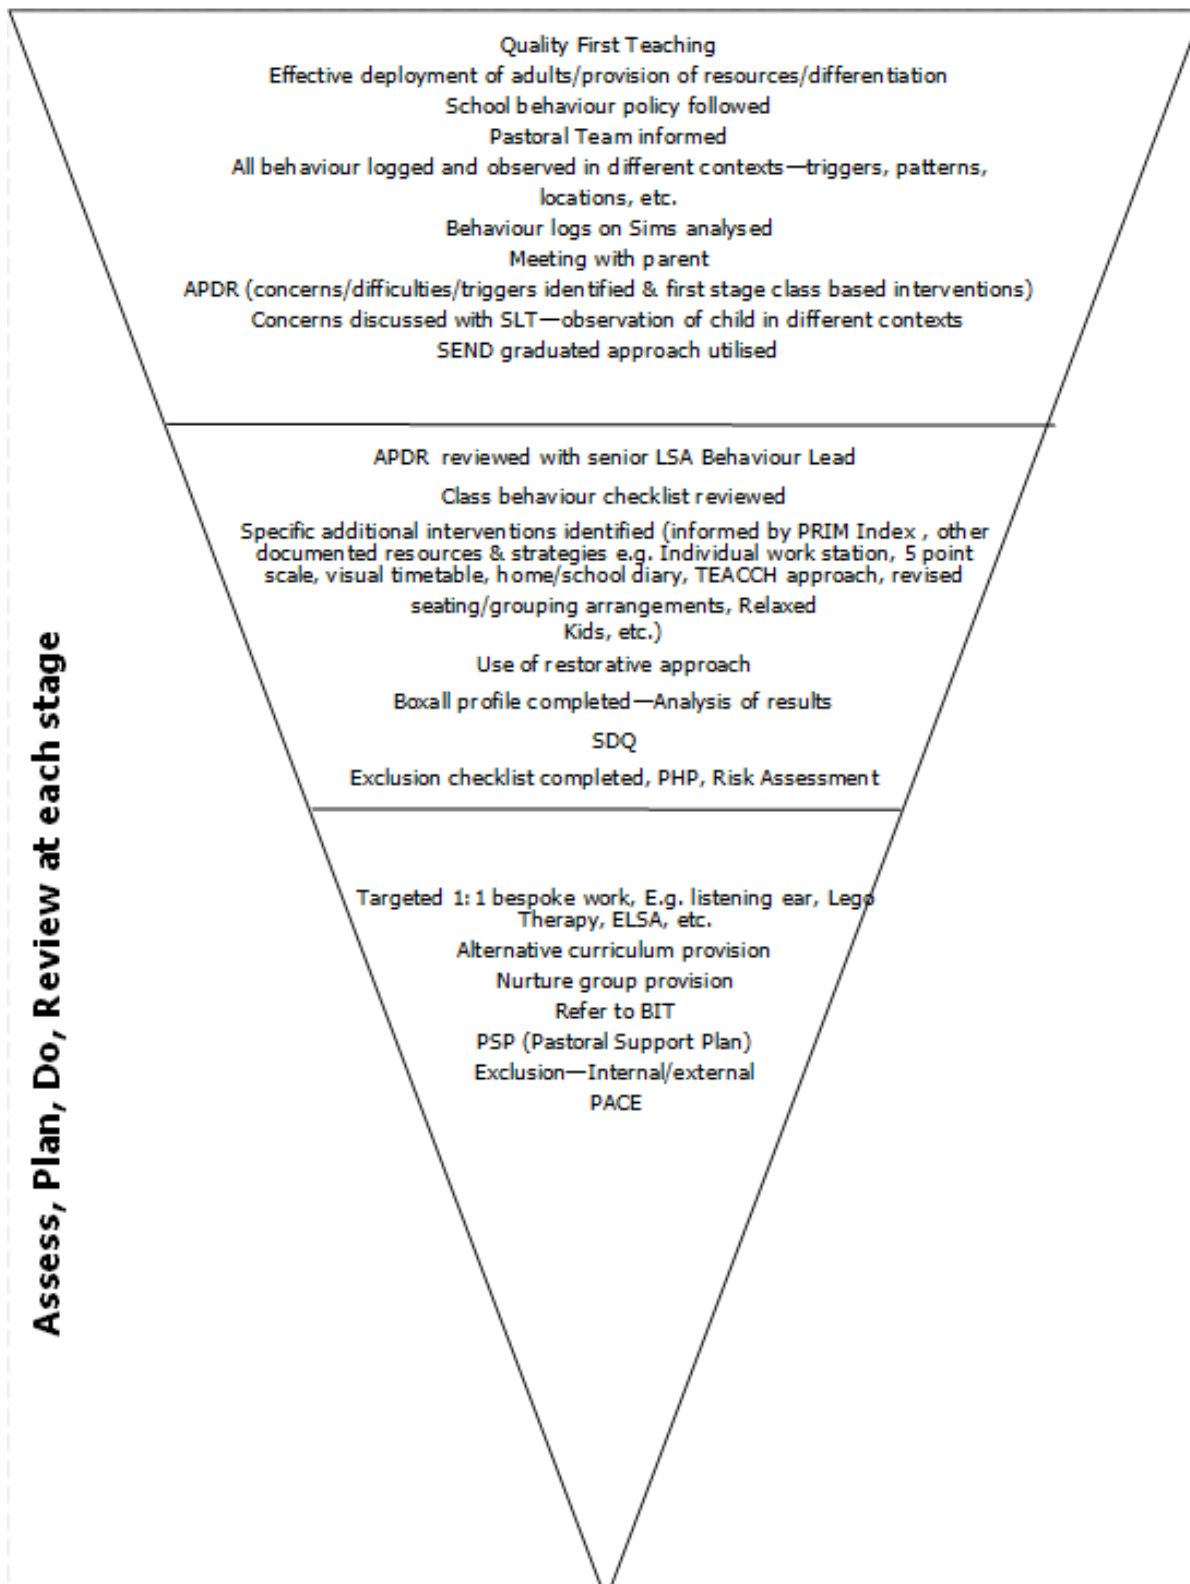 Quality First Teaching
Effective deployment of adults/provision of resources/differentiation
School behaviour policy followed
Pastoral Team informed
All behaviour logged and observed in different contexts—triggers, patterns,
locations, etc.
Behaviour logs on Sims analysed
Meeting with parent
APDR (concerns/difficulties/triggers identified & first stage class based interventions)
Concerns discussed with SLT—observation of child in different contexts
SEND graduated approach utilised
APDR reviewed with senior LSA Behaviour Lead
Class behaviour checklist reviewed
Specific additional interventions identified (informed by PRIM Index , other
documented resources & strategies e.g. Individual work station, 5 point
scale, visual timetable, home/school diary, TEACCH approach, revised
seating/grouping arrangements, Relaxed
Kids, etc.)
Use of restorative approach
Boxall profile completed—Analysis of results
SDQ
Exclusion checklist completed, PHP, Risk Assessment
Targeted 1:1 bespoke work, E.g. listening ear, Lego
Therapy, ELSA, etc.
Alternative curriculum provision
Nurture group provision
Refer to BIT
PSP (Pastoral Support Plan)
Exclusion—Internal/external
PACE
Assess, Plan, Do, Review at each stage